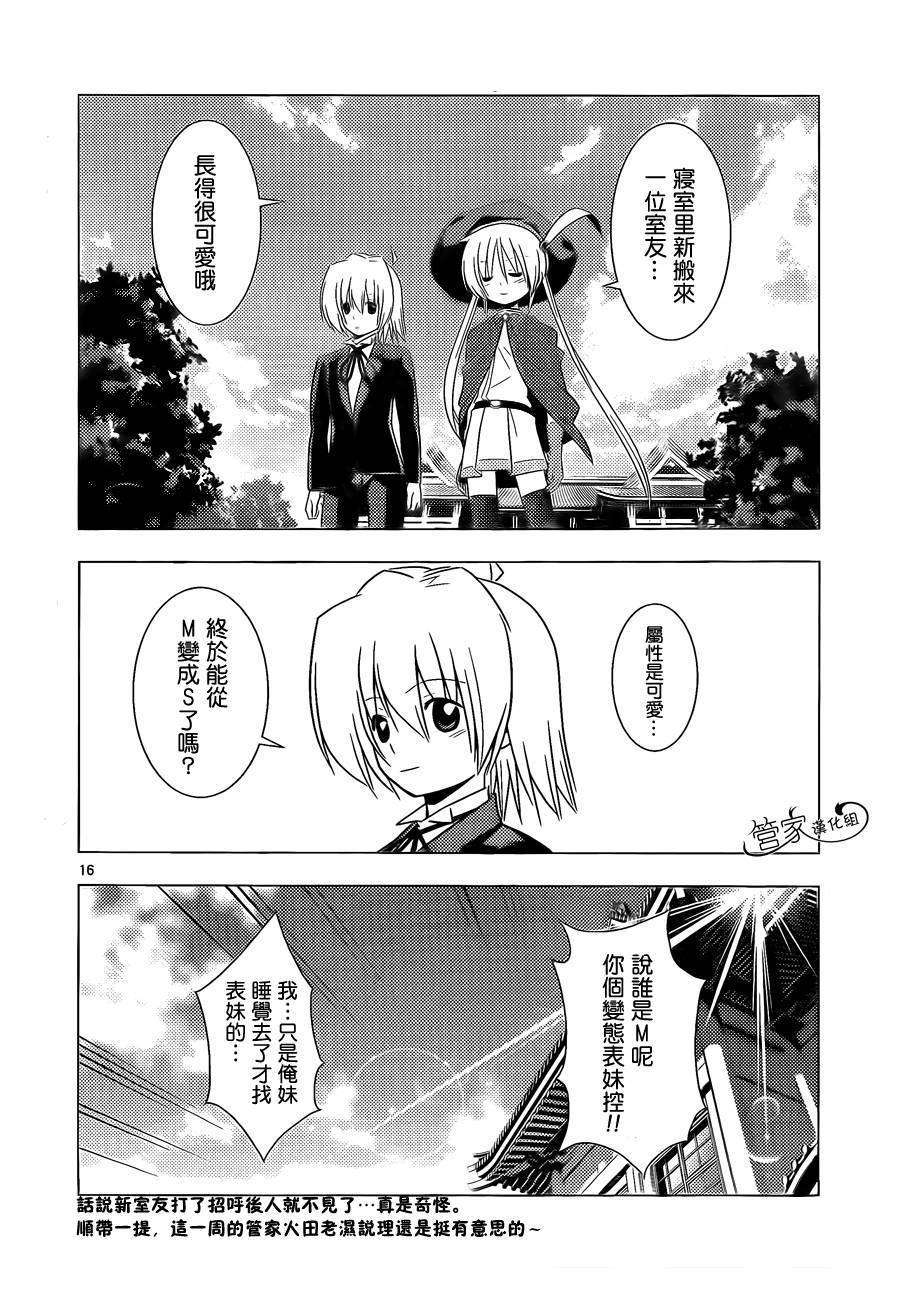 寢室里新搬來
一位室友…
長得很可愛哦
屬性是可愛…
終於能從
M變成S了嗎？
管家漢化組
16
說誰是M呢
你個變態表妹控!!
我…只是俺妹
睡覺去了才找
表妹的…
話說新室友打了招呼後人就不見了…真是奇怪。
順帶一提，這一周的管家火田老濕說理還是挺有意思的～